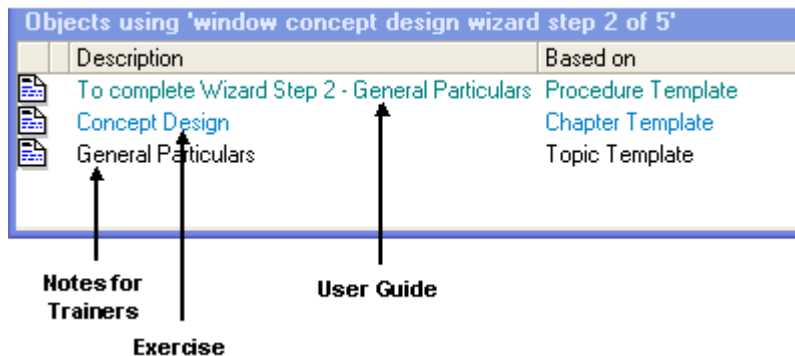 Objects using 'window concept design wizard step 2 of 5'
Description Based on
To complete Wizard Step 2 - General Particulars Procedure Template
Concept Design Chapter Template
General Particulars Topic Template
Notes for
Trainers
User Guide
Exercise